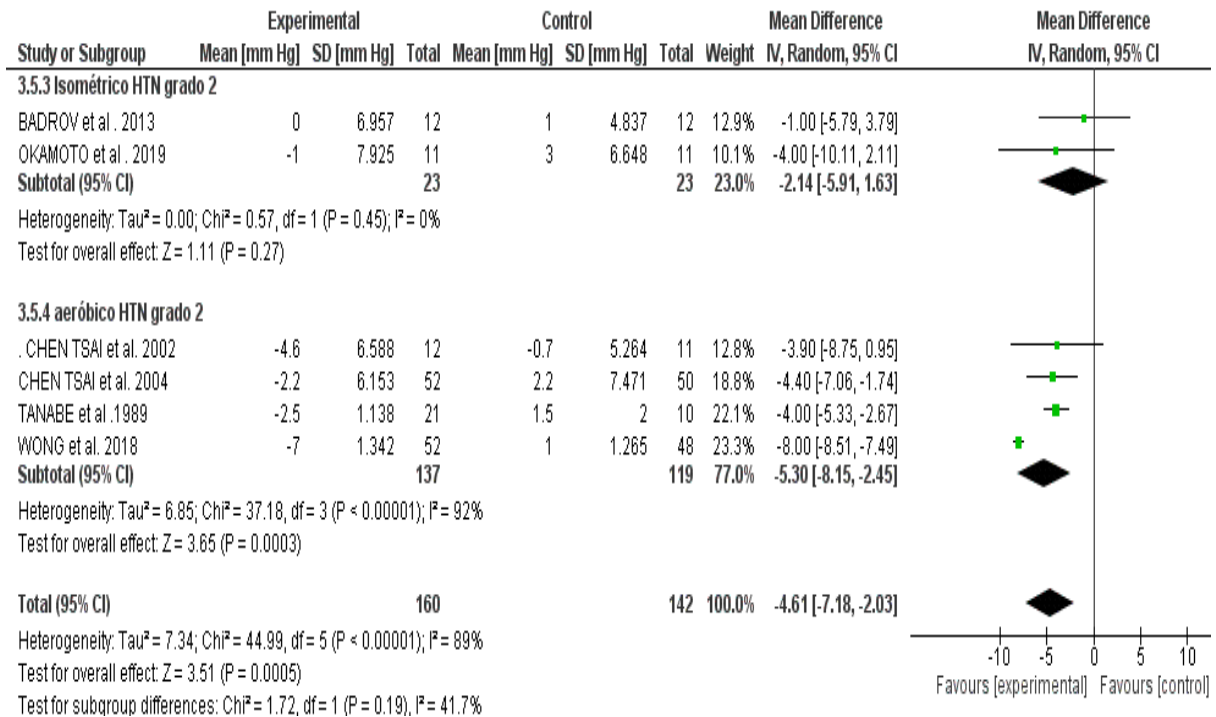 Experimental Control Mean Difference Mean Difference
Study or Subgroup Mean [mm Hg] SD [mm Hg] Total Mean [mm Hg] SD [mm Hg] Total Weight IV, Random, 95% CI IV, Random, 95% CI
3.5.3 Isométrico HTN grado 2
BADROV et al . 2013 0 6.957 12 1 4.837 12 12.9% -1.00 [-5.79, 3.79]
OKAMOTO et al . 2019 -1 7.925 11 3 6.648 11 10.1% -4.00 [-10.11, 2.11]
Subtotal (95% CI) 23 23 23.0% -2.14 [-5.91, 1.63]
Heterogeneity: Tau² = 0.00; Chi² = 0.57, df = 1 (P = 0.45); I² = 0%
Test for overall effect: Z = 1.11 (P = 0.27)
3.5.4 aeróbico HTN grado 2
. CHEN TSAI et al. 2002 -4.6 6.588 12 -0.7 5.264 11 12.8% -3.90 [-8.75, 0.95]
CHEN TSAI et al. 2004 -2.2 6.153 52 2.2 7.471 50 18.8% -4.40 [-7.06, -1.74]
TANABE et al .1989 -2.5 1.138 21 1.5 2 10 22.1% -4.00 [-5.33, -2.67]
WONG et al. 2018 -7 1.342 52 1 1.265 48 23.3% -8.00 [-8.51, -7.49]
Subtotal (95% CI) 137 119 77.0% -5.30 [-8.15, -2.45]
Heterogeneity: Tau² = 6.85; Chi² = 37.18, df = 3 (P < 0.00001); I² = 92%
Test for overall effect: Z = 3.65 (P = 0.0003)
Total (95% CI) 160 142 100.0% -4.61 [-7.18, -2.03]
Heterogeneity: Tau² = 7.34; Chi² = 44.99, df = 5 (P < 0.00001); I² = 89%
Test for overall effect: Z = 3.51 (P = 0.0005)
Test for subgroup differences: Chi² = 1.72, df = 1 (P = 0.19), I² = 41.7%
-10 -5 0 5 10
Favours [experimental] Favours [control]